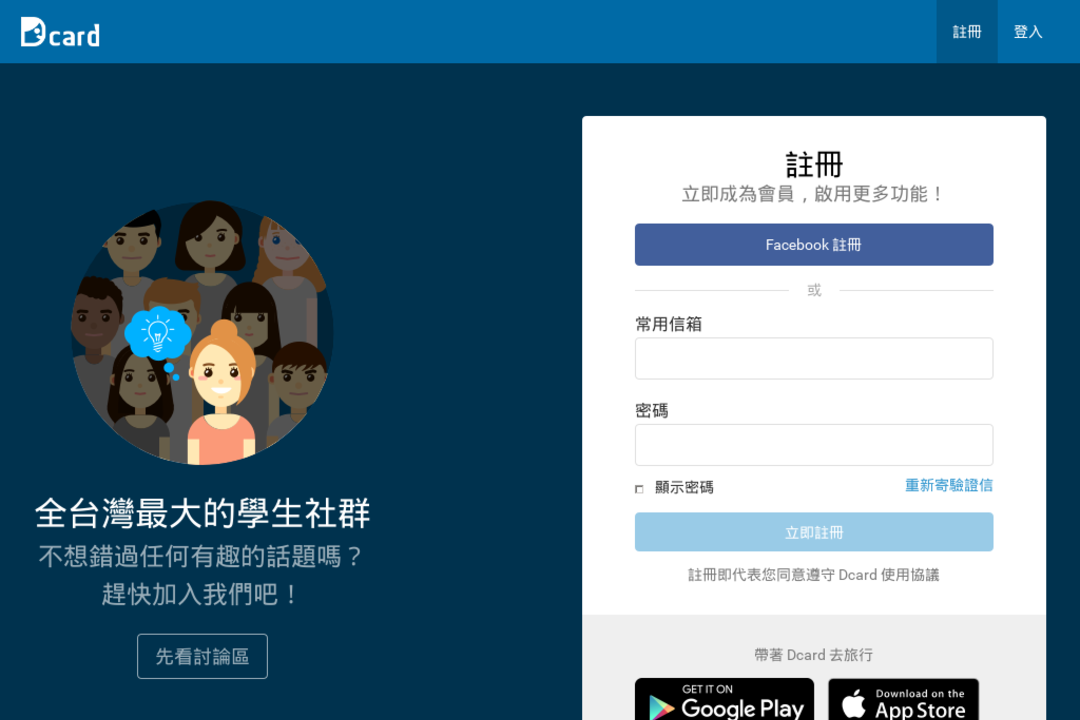 Dcard
註冊
登入
全台灣最大的學生社群
不想錯過任何有趣的話題嗎？
趕快加入我們吧！
先看討論區
註冊
立即成為會員，啟用更多功能！
Facebook 註冊
或
常用信箱
密碼
顯示密碼
重新寄驗證信
立即註冊
註冊即代表您同意遵守 Dcard 使用協議
帶著 Dcard 去旅行
GET IT ON
Google Play
Download on the
App Store